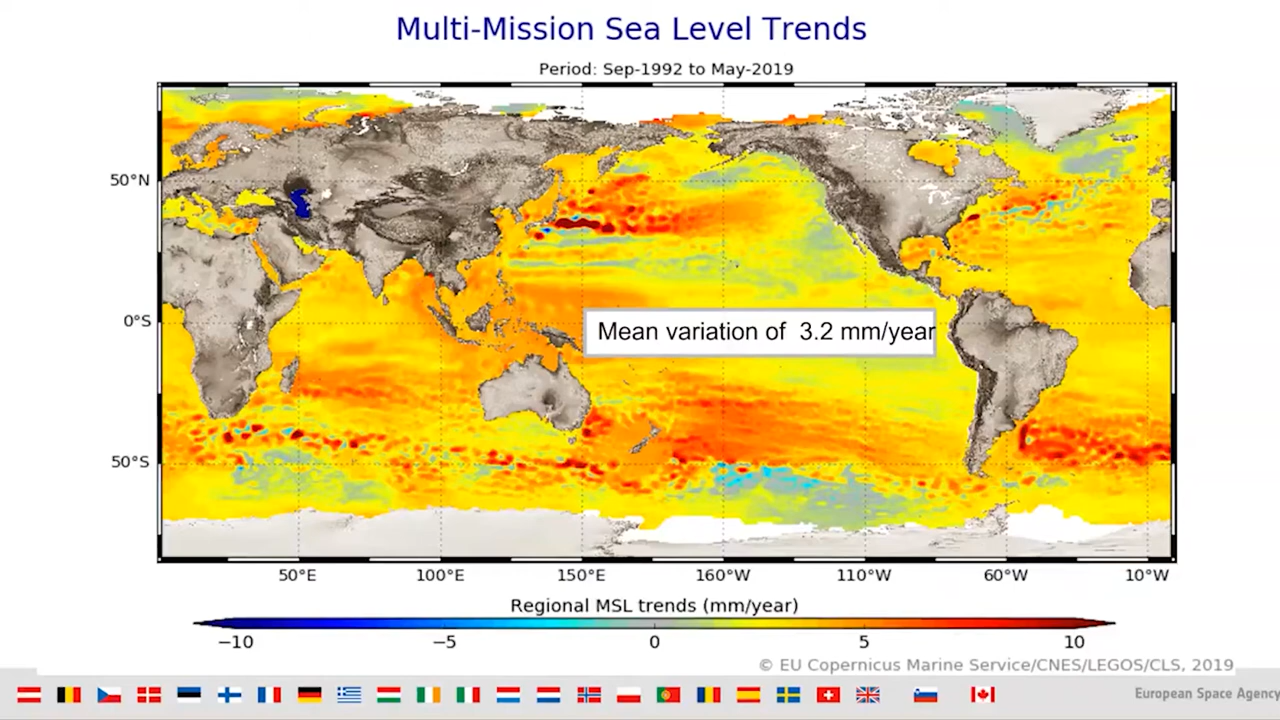 Multi-Mission Sea Level Trends
Period: Sep-1992 to May-2019
50°N
0°S
50°S
Mean variation of  3.2 mm/year
50°E 100°E 150°E 160°W 110°W 60°W 10°W
Regional MSL trends (mm/year)
−10 −5 0 5 10
© EU Copernicus Marine Service/CNES/LEGOS/CLS, 2019
European Space Agency